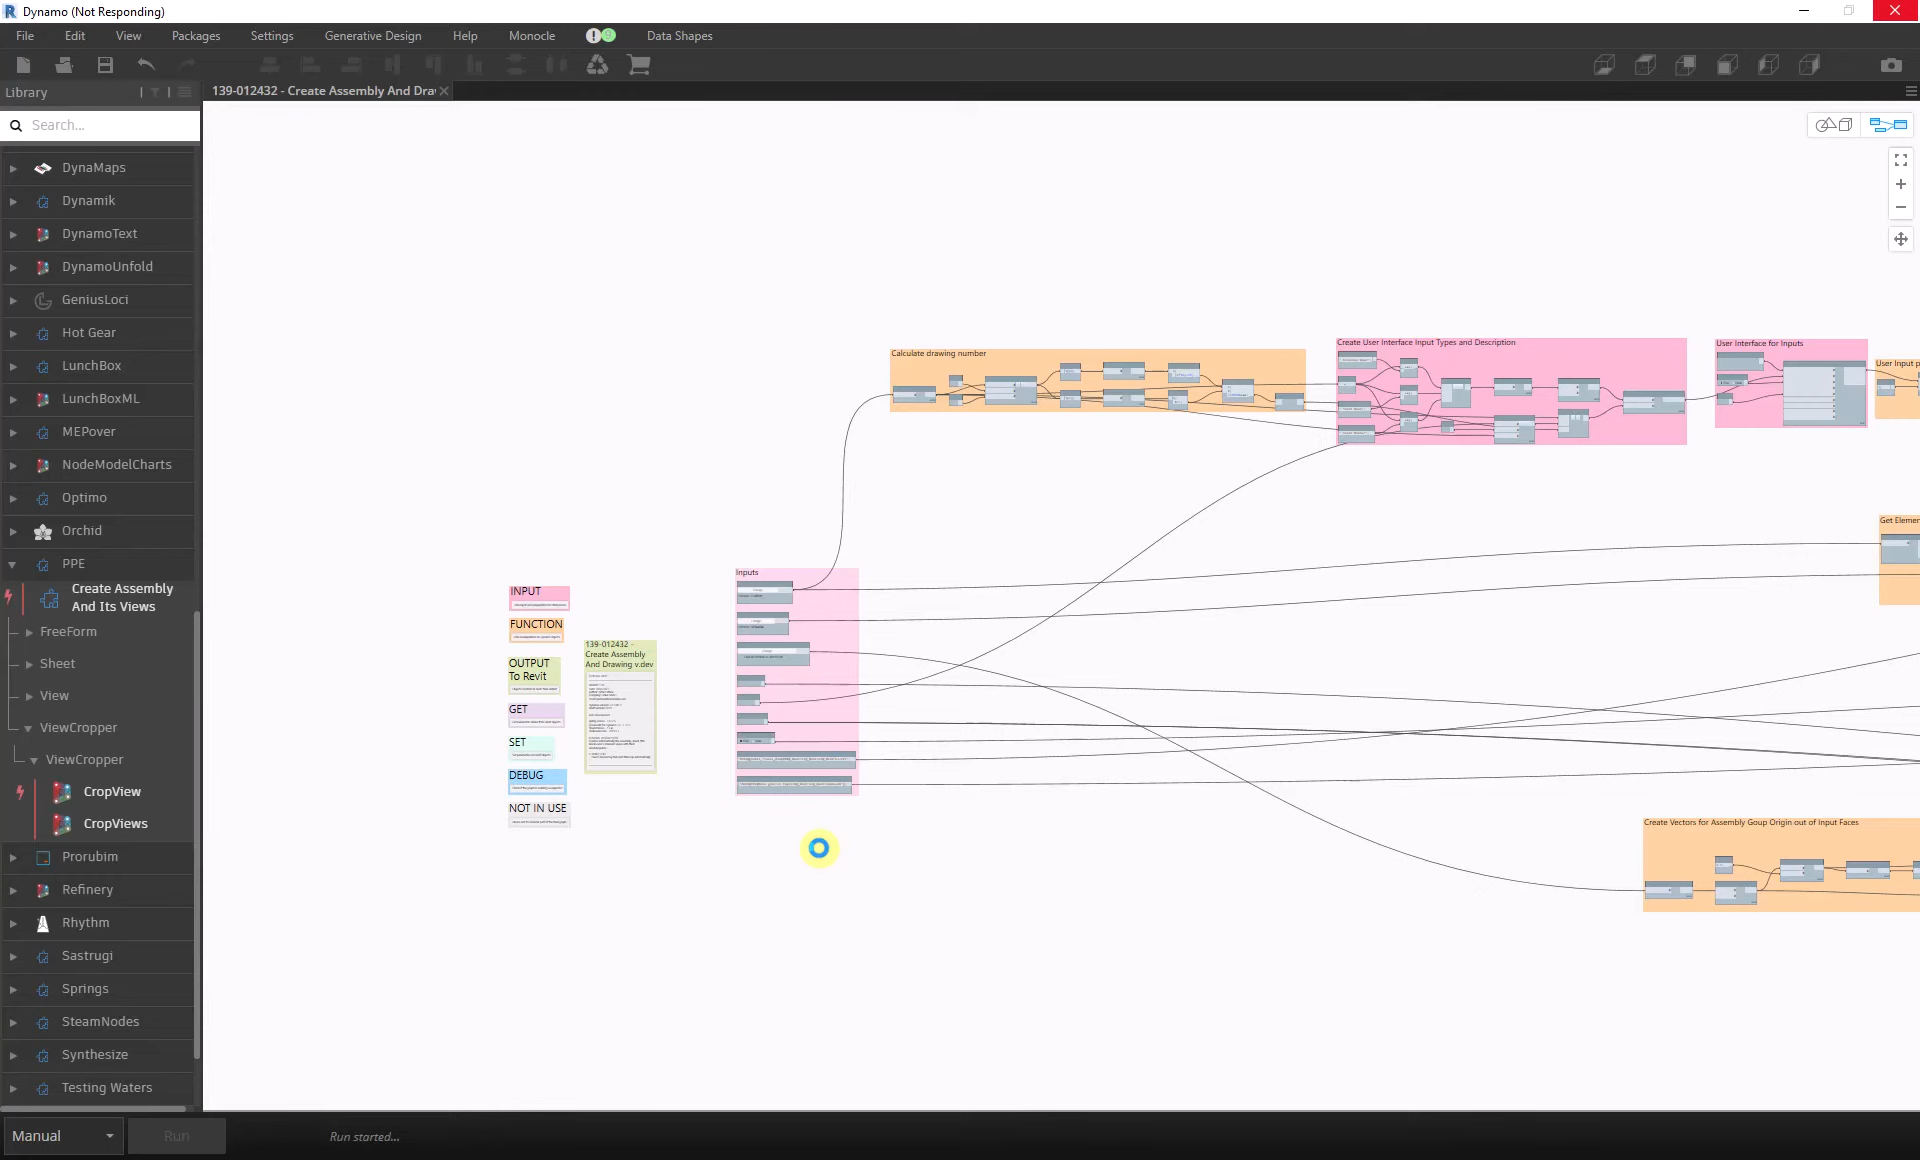 Dynamo (Not Responding)
File Edit View Packages Settings Generative Design Help Monocle Data Shapes
Library
139-012432 - Create Assembly And Dra
Search...
DynaMaps
Dynamik
DynamoText
DynamoUnfold
GeniusLoci
Hot Gear
LunchBox
LunchBoxML
MEPover
NodeModelCharts
Optimo
Orchid
PPE
Create Assembly
And Its Views
FreeForm
Sheet
View
ViewCropper
ViewCropper
CropView
CropViews
Prorubim
Refinery
Rhythm
Sastrugi
Springs
SteamNodes
Synthesize
Testing Waters
Calculate drawing number
Create User Interface Input Types and Description
User Interface for Inputs
User Input p
Get Elemer
Inputs
INPUT
FUNCTION
OUTPUT
To Revit
GET
SET
DEBUG
NOT IN USE
139-012432 -
Create Assembly
And Drawing v.dev
Create Vectors for Assembly Goup Origin out of Input Faces
Manual
Run
Run started...